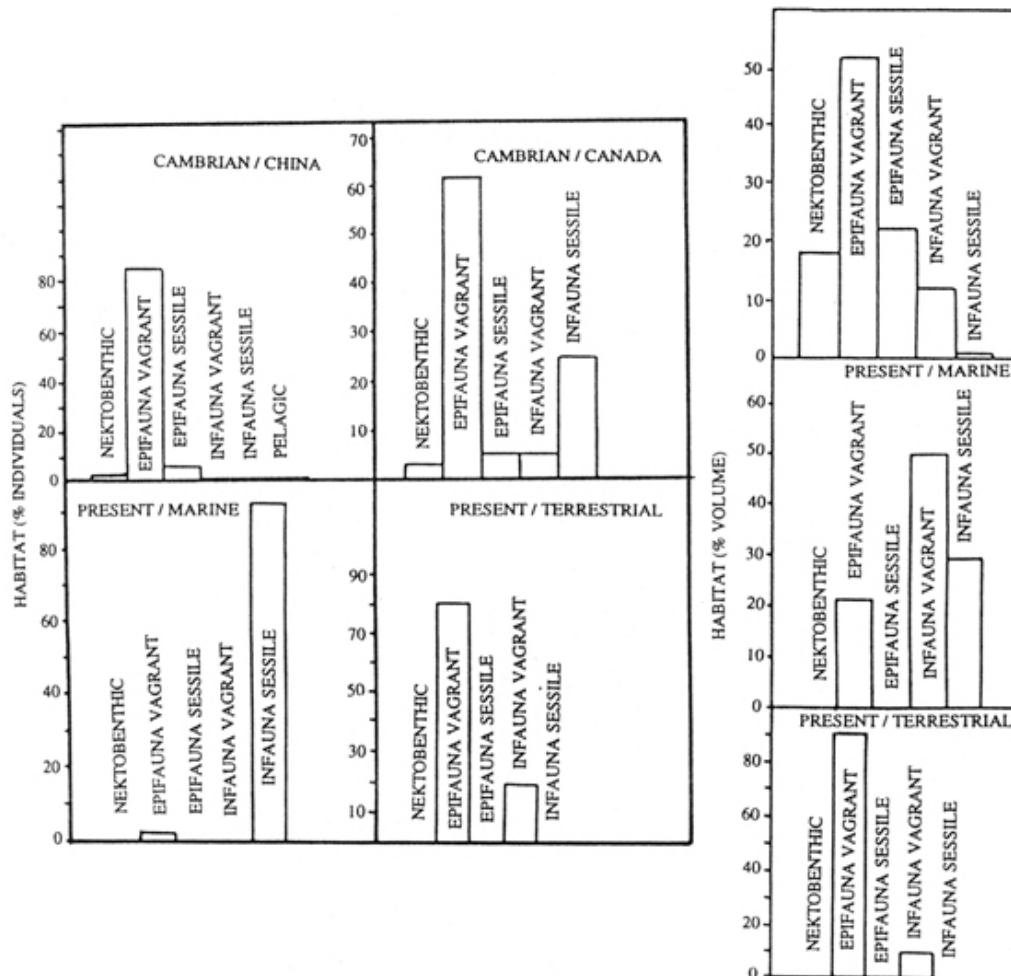 HABITAT (% INDIVIDUALS)
CAMBRIAN / CHINA
80
60
40
20
0
NEKTOBENTHIC
EPIFAUNA VAGRANT
EPIFAUNA SESSILE
INFAUNA VAGRANT
INFAUNA SESSILE
PELAGIC
CAMBRIAN / CANADA
70
60
50
40
30
20
10
NEKTOBENTHIC
EPIFAUNA VAGRANT
EPIFAUNA SESSILE
INFAUNA VAGRANT
INFAUNA SESSILE
PRESENT / MARINE
80
60
40
20
0
NEKTOBENTHIC
EPIFAUNA VAGRANT
EPIFAUNA SESSILE
INFAUNA VAGRANT
INFAUNA SESSILE
PRESENT / TERRESTRIAL
90
70
50
30
10
NEKTOBENTHIC
EPIFAUNA VAGRANT
EPIFAUNA SESSILE
INFAUNA VAGRANT
INFAUNA SESSILE
HABITAT (% VOLUME)
50
40
30
20
10
0
NEKTOBENTHIC
EPIFAUNA VAGRANT
EPIFAUNA SESSILE
INFAUNA VAGRANT
INFAUNA SESSILE
PRESENT / MARINE
50
40
30
20
10
0
NEKTOBENTHIC
EPIFAUNA VAGRANT
EPIFAUNA SESSILE
INFAUNA VAGRANT
INFAUNA SESSILE
PRESENT / TERRESTRIAL
80
60
40
20
0
NEKTOBENTHIC
EPIFAUNA VAGRANT
EPIFAUNA SESSILE
INFAUNA VAGRANT
INFAUNA SESSILE